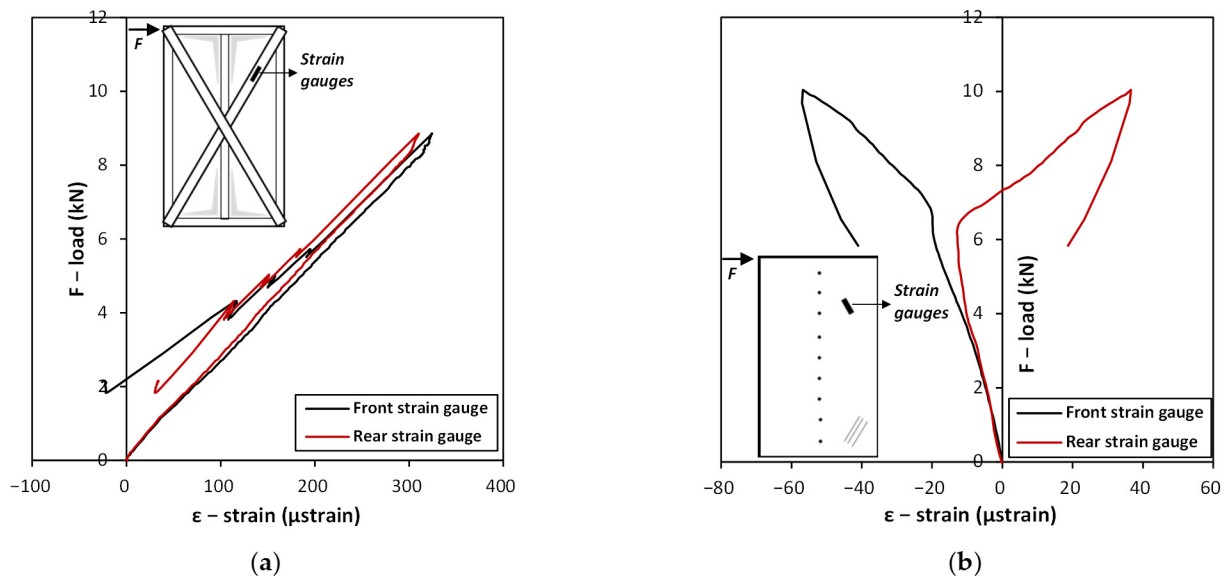 12
10
8
6
4
2
0
F – load (kN)
F
Strain
gauges
Front strain gauge
Rear strain gauge
−100
0
100
200
300
400
ε – strain (µstrain)
(a)
12
10
8
6
4
2
0
F – load (kN)
F
Strain
gauges
Front strain gauge
Rear strain gauge
−80
−60
−40
−20
0
20
40
60
ε – strain (µstrain)
(b)